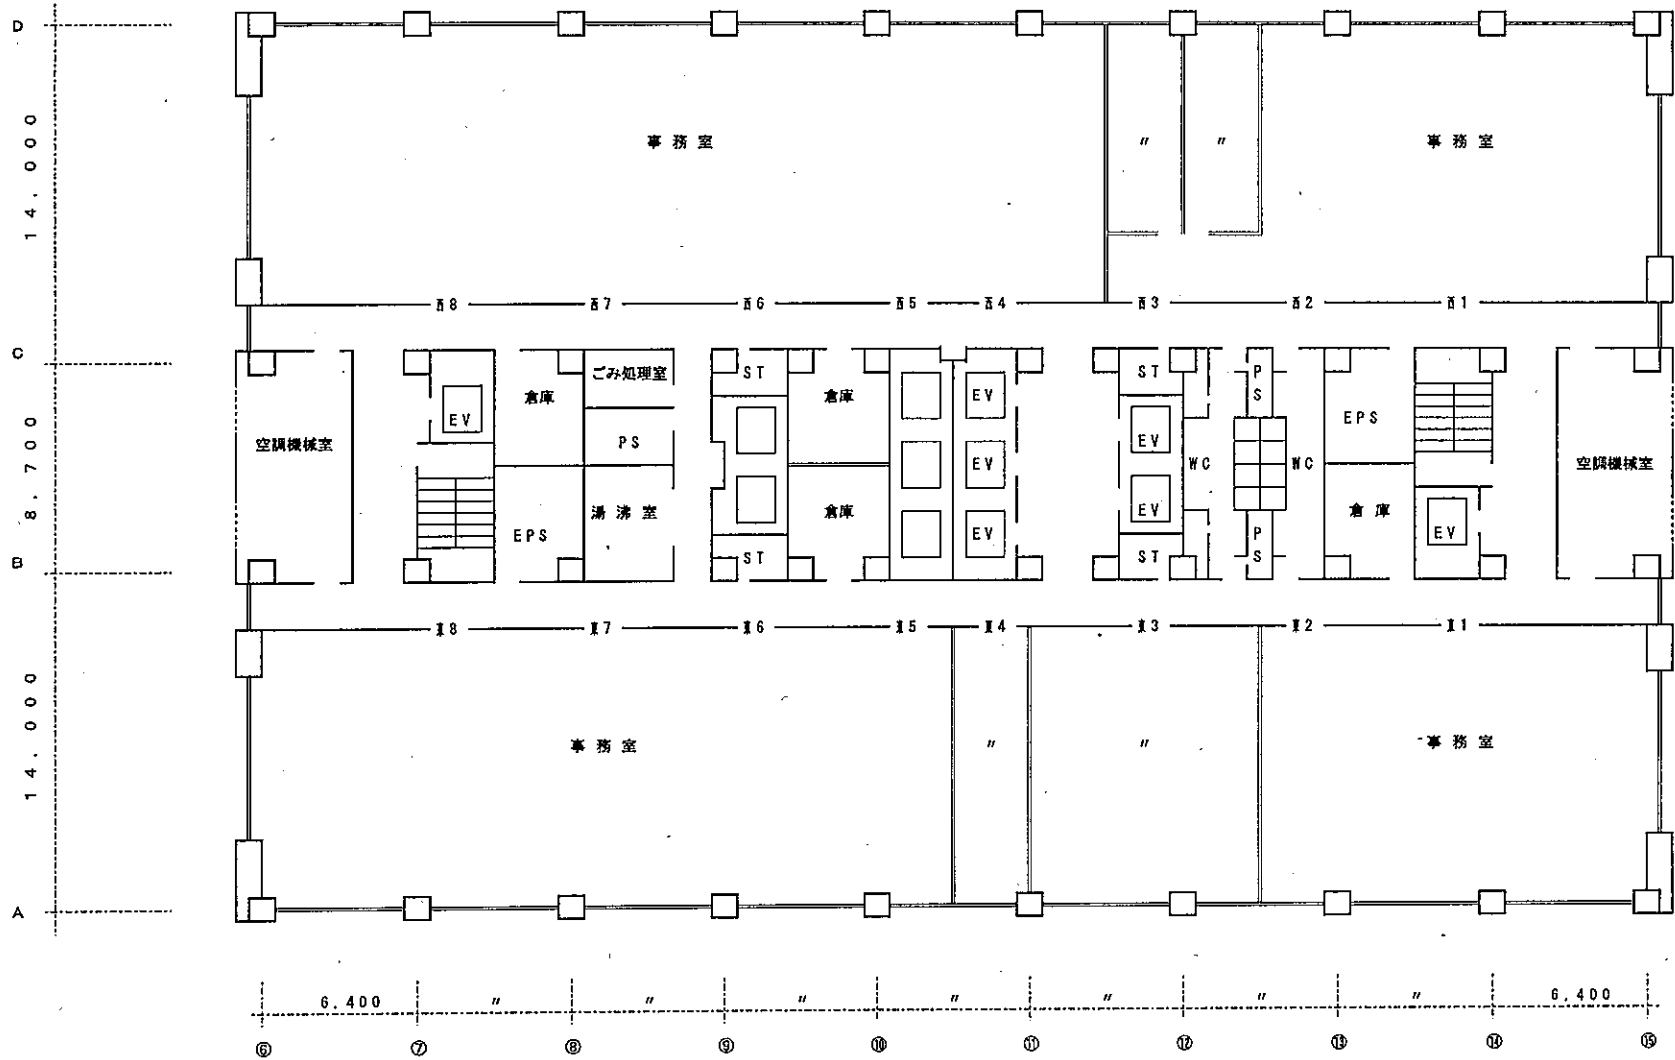 D
14,000
事務室 〃 〃 事務室
西8 西7 西6 西5 西4 西3 西2 西1
C
ごみ処理室 ST ST PS
倉庫 倉庫 EV
EV EPS
空調機械室 PS EV EV WC WC 空調機械室
8,700
湯沸室 倉庫 EV 倉庫
EPS EV EV
ST ST PS
B
東8 東7 東6 東5 東4 東3 東2 東1
14,000
事務室 〃 〃 事務室
A
6,400 〃 〃 〃 〃 〃 〃 〃 6,400
⑥ ⑦ ⑧ ⑨ ⑩ ⑪ ⑫ ⑬ ⑭ ⑮